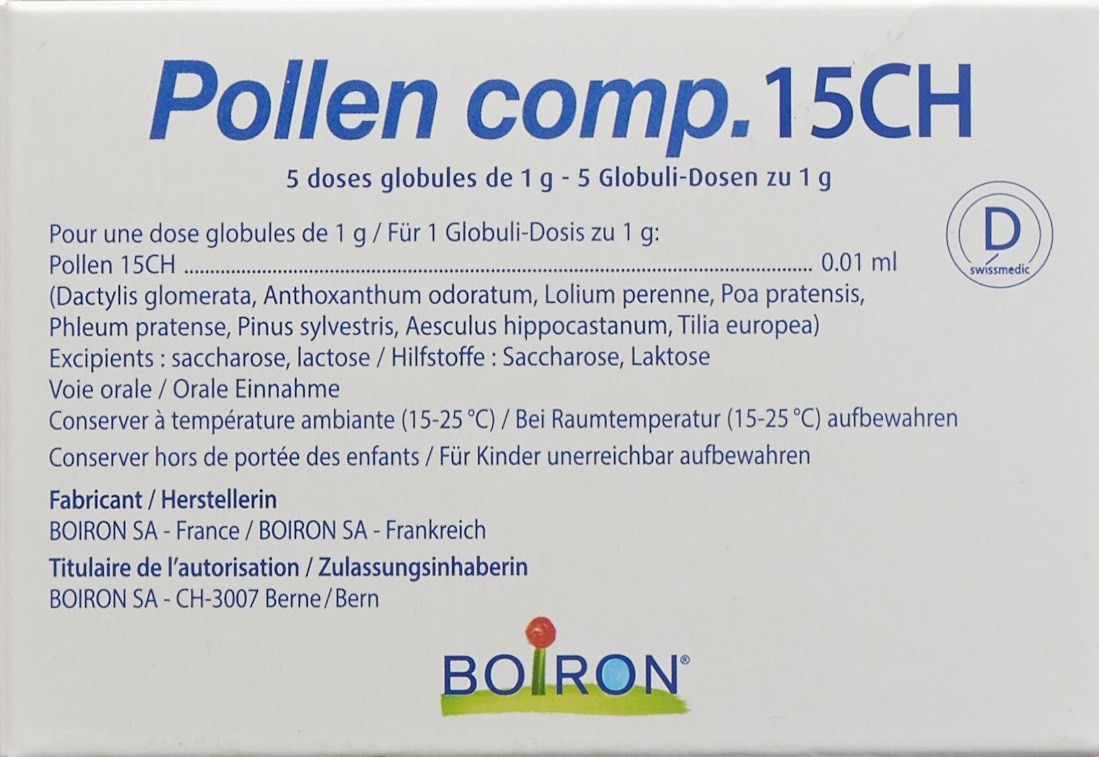 Pollen comp. 15CH
5 doses globules de 1 g - 5 Globuli-Dosen zu 1 g
Pour une dose globules de 1 g / Für 1 Globuli-Dosis zu 1 g:
Pollen 15CH ........................................................................................................ 0.01 ml
(Dactylis glomerata, Anthoxanthum odoratum, Lolium perenne, Poa pratensis,
Phleum pratense, Pinus sylvestris, Aesculus hippocastanum, Tilia europea)
Excipients : saccharose, lactose / Hilfstoffe : Saccharose, Laktose
Voie orale / Orale Einnahme
Conserver à température ambiante (15-25 °C) / Bei Raumtemperatur (15-25 °C) aufbewahren
Conserver hors de portée des enfants / Für Kinder unerreichbar aufbewahren
Fabricant / Herstellerin
BOIRON SA - France / BOIRON SA - Frankreich
Titulaire de l'autorisation / Zulassungsinhaberin
BOIRON SA - CH-3007 Berne / Bern
D
swissmedic
BOIRON®